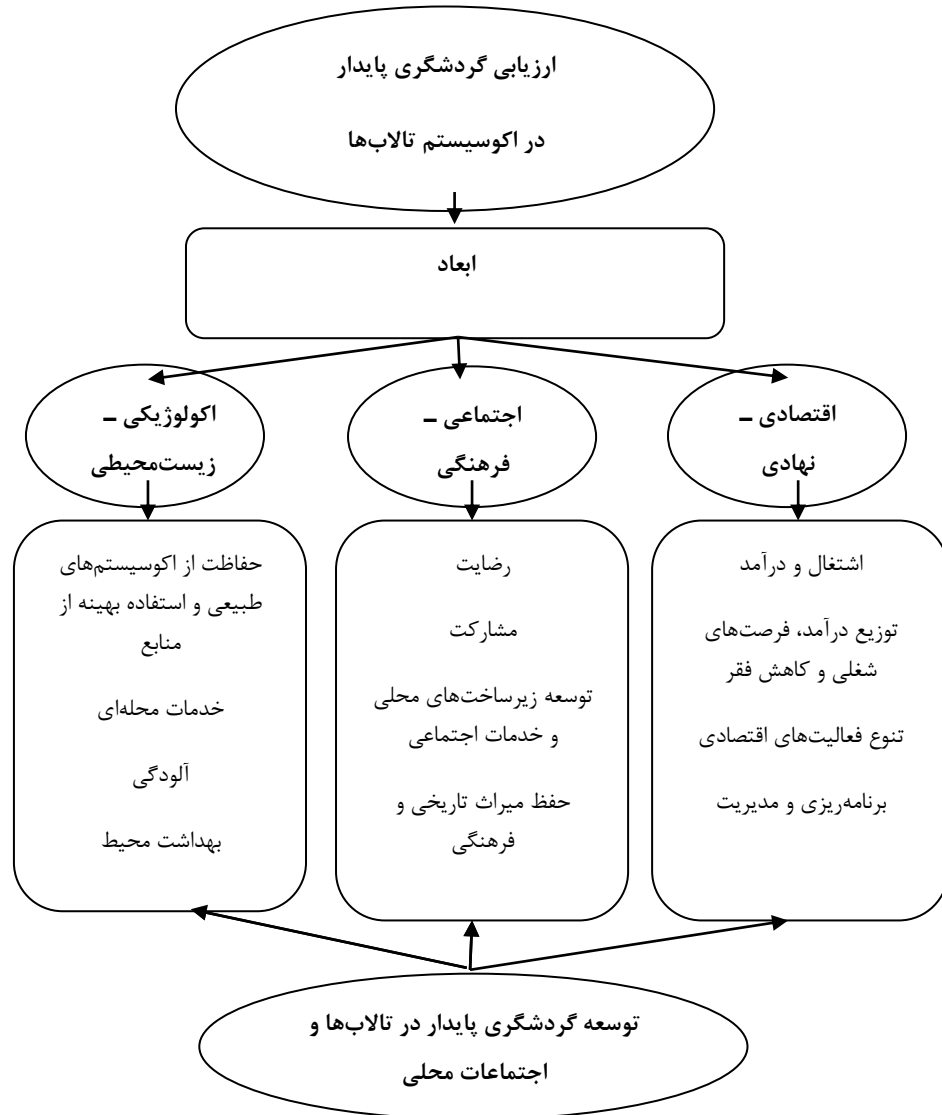 ارزیابی گردشگری پایدار
در اکوسیستم تالاب‌ها
ابعاد
اقتصادی ـ
نهادی
اجتماعی ـ
فرهنگی
اکولوژیکی ـ
زیست‌محیطی
اشتغال و درآمد
توزیع درآمد، فرصت‌های
شغلی و کاهش فقر
تنوع فعالیت‌های اقتصادی
برنامه‌ریزی و مدیریت
رضایت
مشارکت
توسعه زیرساخت‌های محلی
و خدمات اجتماعی
حفظ میراث تاریخی و
فرهنگی
حفاظت از اکوسیستم‌های
طبیعی و استفاده بهینه از
منابع
خدمات محله‌ای
آلودگی
بهداشت محیط
توسعه گردشگری پایدار در تالاب‌ها و
اجتماعات محلی